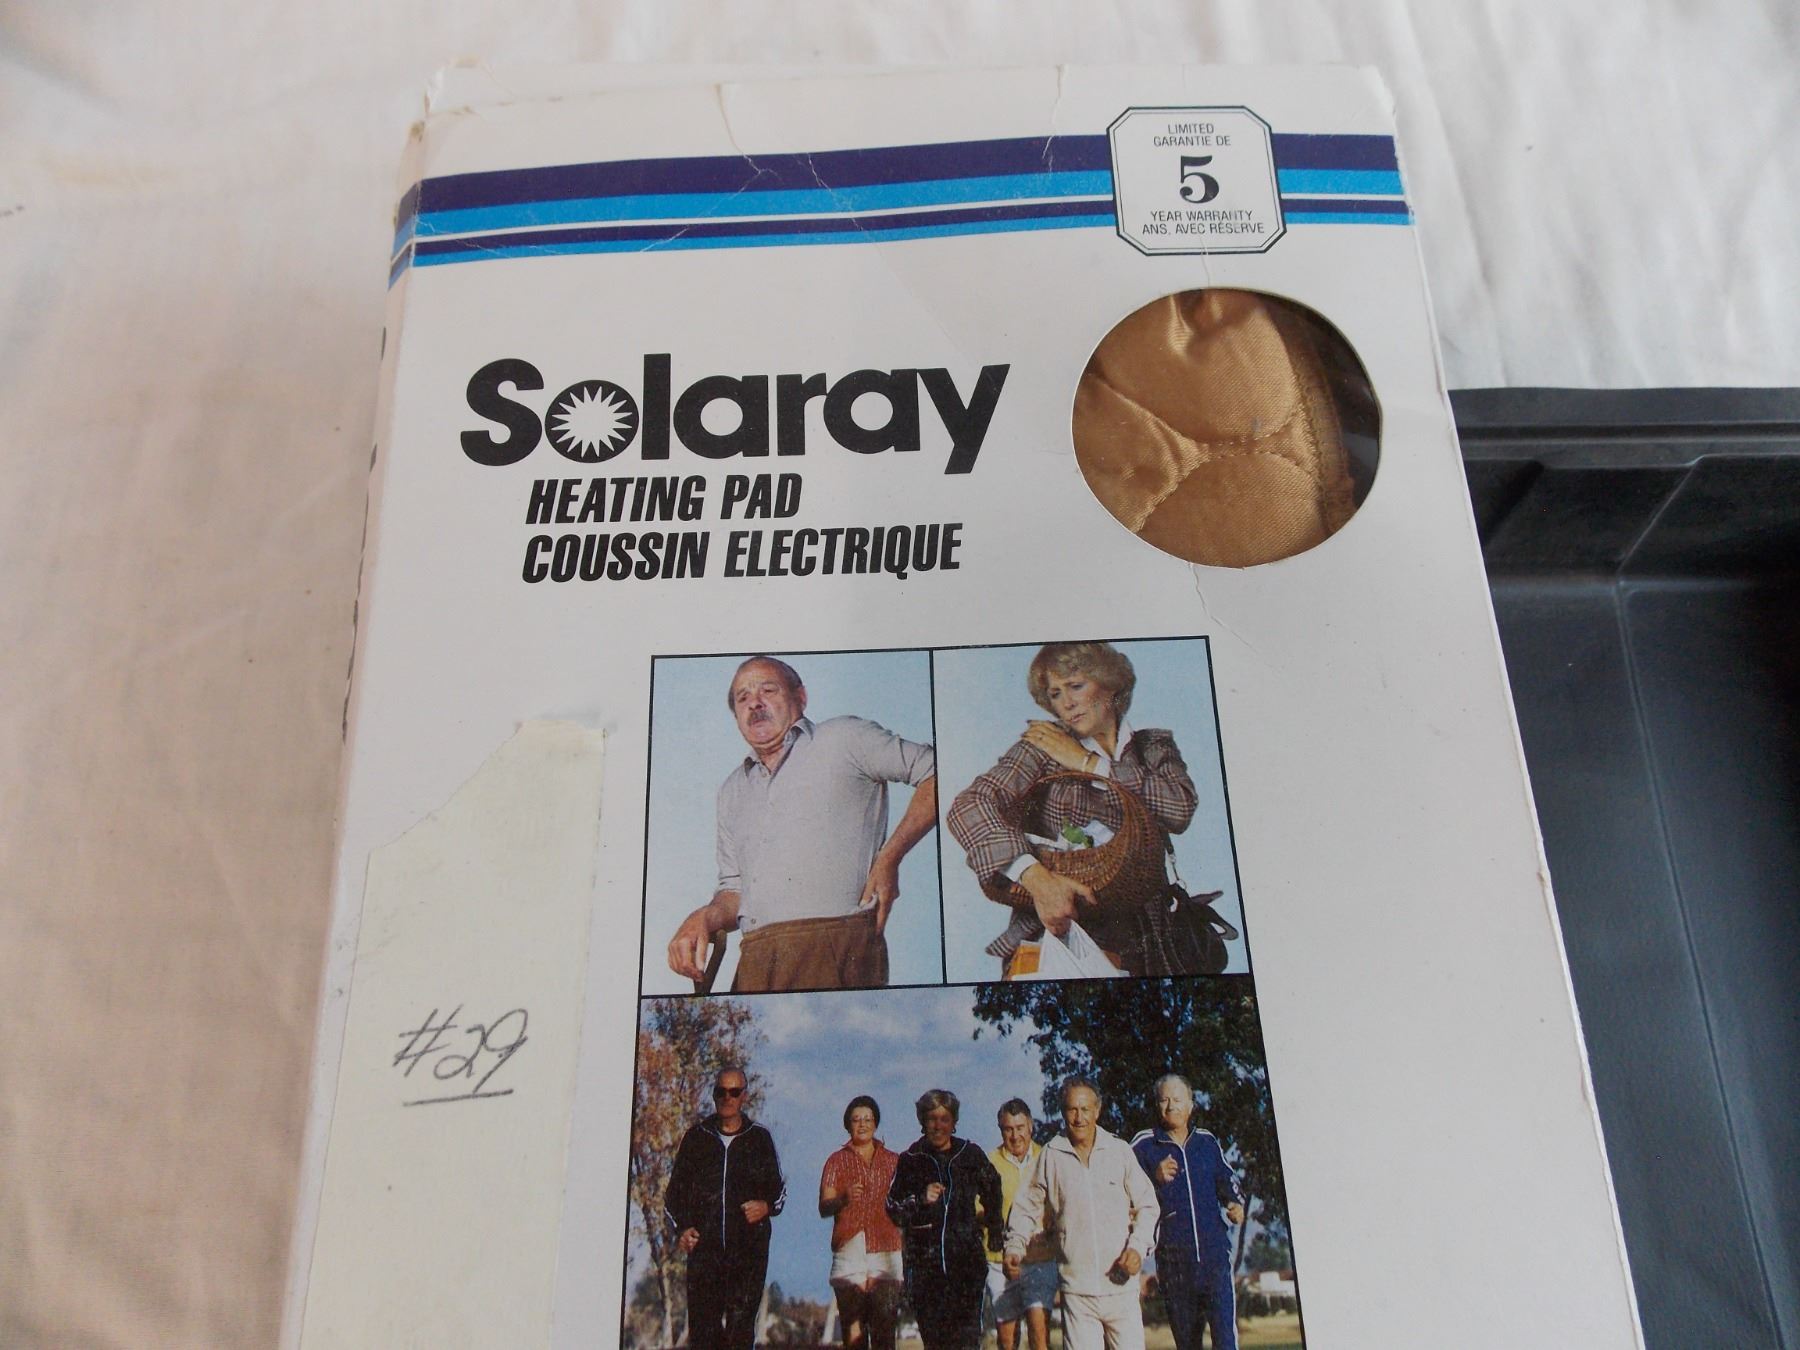 LIMITED
GARANTIE DE
5
YEAR WARRANTY
ANS, AVEC RÉSERVE
Solaray
HEATING PAD
COUSSIN ELECTRIQUE
#29